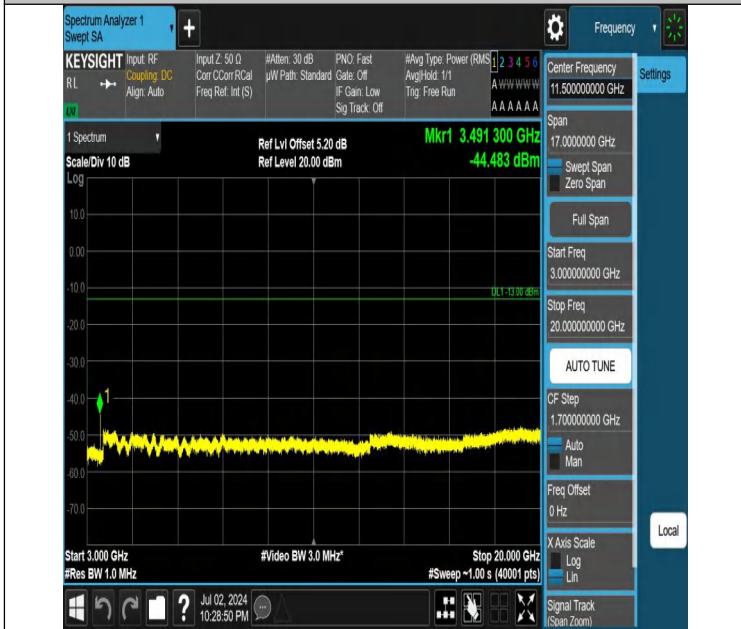 Spectrum Analyzer 1
Swept SA
+
Frequency
KEYSIGHT
RL
Input: RF
Coupling: DC
Align: Auto
Input Z: 50 Ω
Corr CCorr RCal
Freq Ref: Int (S)
#Atten: 30 dB
µW Path: Standard
PNO: Fast
Gate: Off
IF Gain: Low
Sig Track: Off
#Avg Type: Power (RMS
Avg|Hold: 1/1
Trig: Free Run
1 2 3 4 5 6
A W W W W W
A A A A A A
1 Spectrum
Scale/Div 10 dB
Log
Ref Lvl Offset 5.20 dB
Ref Level 20.00 dBm
Mkr1 3.491 300 GHz
-44.483 dBm
10.0
0.00
-10.0
DL1 -13.00 dBm
-20.0
-30.0
-40.0
1
-50.0
-60.0
-70.0
Start 3.000 GHz
#Video BW 3.0 MHz*
Stop 20.000 GHz
#Res BW 1.0 MHz
#Sweep ~1.00 s (40001 pts)
?
Jul 02, 2024
10:28:50 PM
Center Frequency
11.500000000 GHz
Settings
Span
17.0000000 GHz
Swept Span
Zero Span
Full Span
Start Freq
3.000000000 GHz
Stop Freq
20.000000000 GHz
AUTO TUNE
CF Step
1.700000000 GHz
Auto
Man
Freq Offset
0 Hz
X Axis Scale
Log
Lin
Local
Signal Track
(Span Zoom)